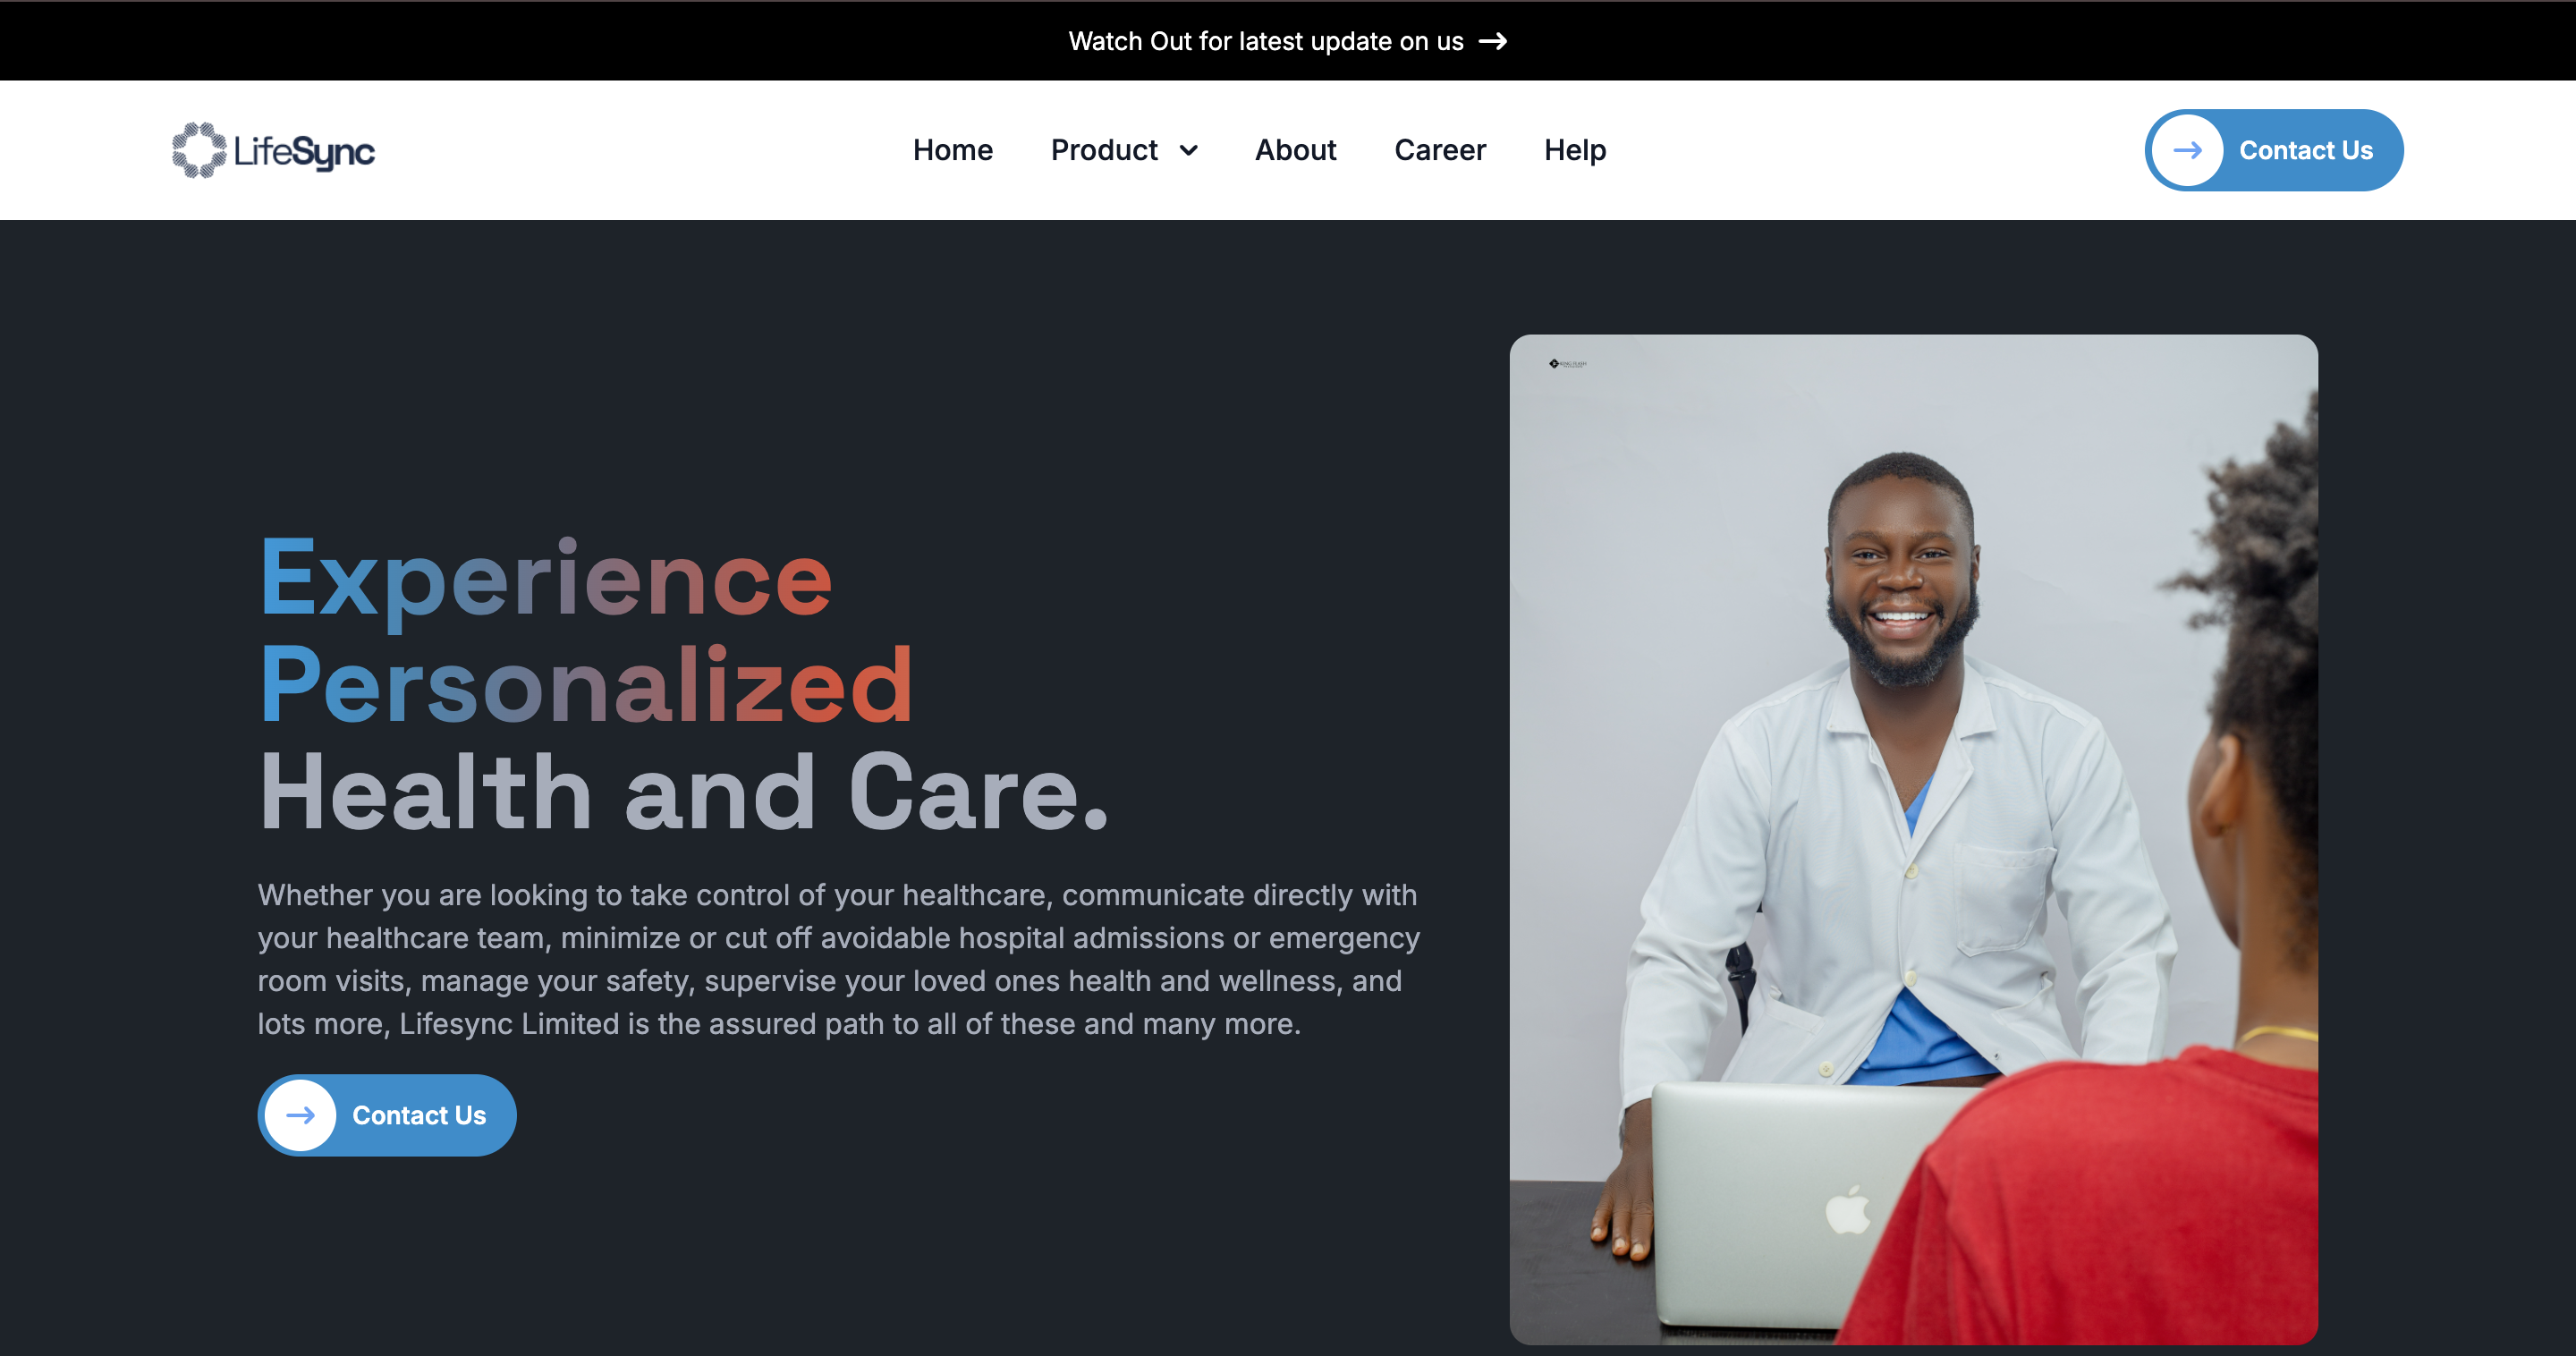 Watch Out for latest update on us →
LifeSync
Home
Product
About
Career
Help
→ Contact Us
Experience
Personalized
Health and Care.
Whether you are looking to take control of your healthcare, communicate directly with
your healthcare team, minimize or cut off avoidable hospital admissions or emergency
room visits, manage your safety, supervise your loved ones health and wellness, and
lots more, Lifesync Limited is the assured path to all of these and many more.
→ Contact Us